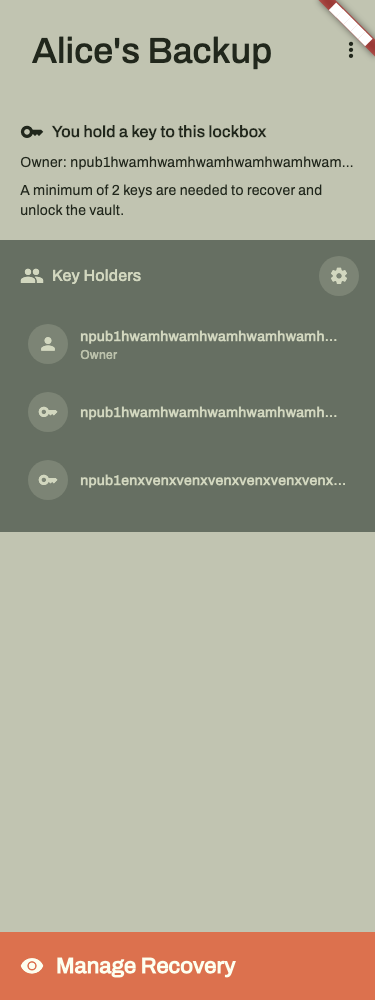 Alice's Backup
You hold a key to this lockbox
Owner: npub1hwamhwamhwamhwamhwamhwam...
A minimum of 2 keys are needed to recover and
unlock the vault.
Key Holders
npub1hwamhwamhwamhwamhwamh...
Owner
npub1hwamhwamhwamhwamhwamh...
npub1enxvenxvenxvenxvenxvenxvenx...
Manage Recovery